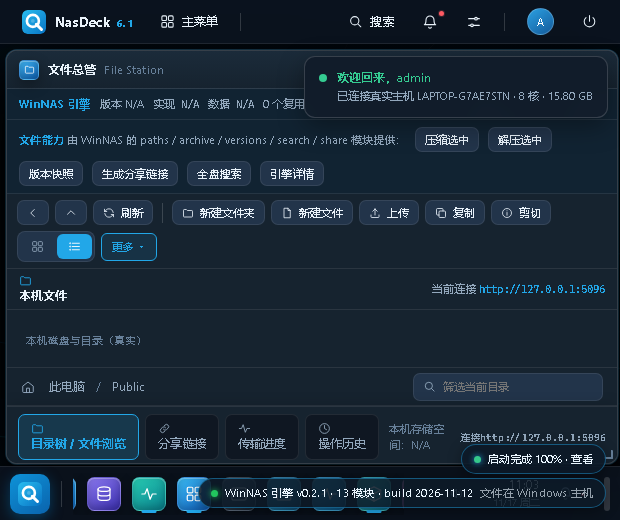 NasDeck 6.1 主菜单 搜索 A
文件总管 File Station
欢迎回来，admin
已连接真实主机 LAPTOP-G7AE7STN · 8 核 · 15.80 GB
WinNAS 引擎 版本 N/A 实现 N/A 数据 N/A 0 个复用
文件能力 由 WinNAS 的 paths / archive / versions / search / share 模块提供: 压缩选中 解压选中
版本快照 生成分享链接 全盘搜索 引擎详情
刷新 新建文件夹 新建文件 上传 复制 剪切
更多
本机文件
当前连接 http://127.0.0.1:5096
本机磁盘与目录（真实）
此电脑 / Public 筛选当前目录
目录树 / 文件浏览 分享链接 传输进度 操作历史
本机存储空间: N/A
连接http://127.0.0.1:5096
启动完成 100% · 查看
WinNAS 引擎 v0.2.1 · 13 模块 · build 2026-11-12 文件在 Windows 主机